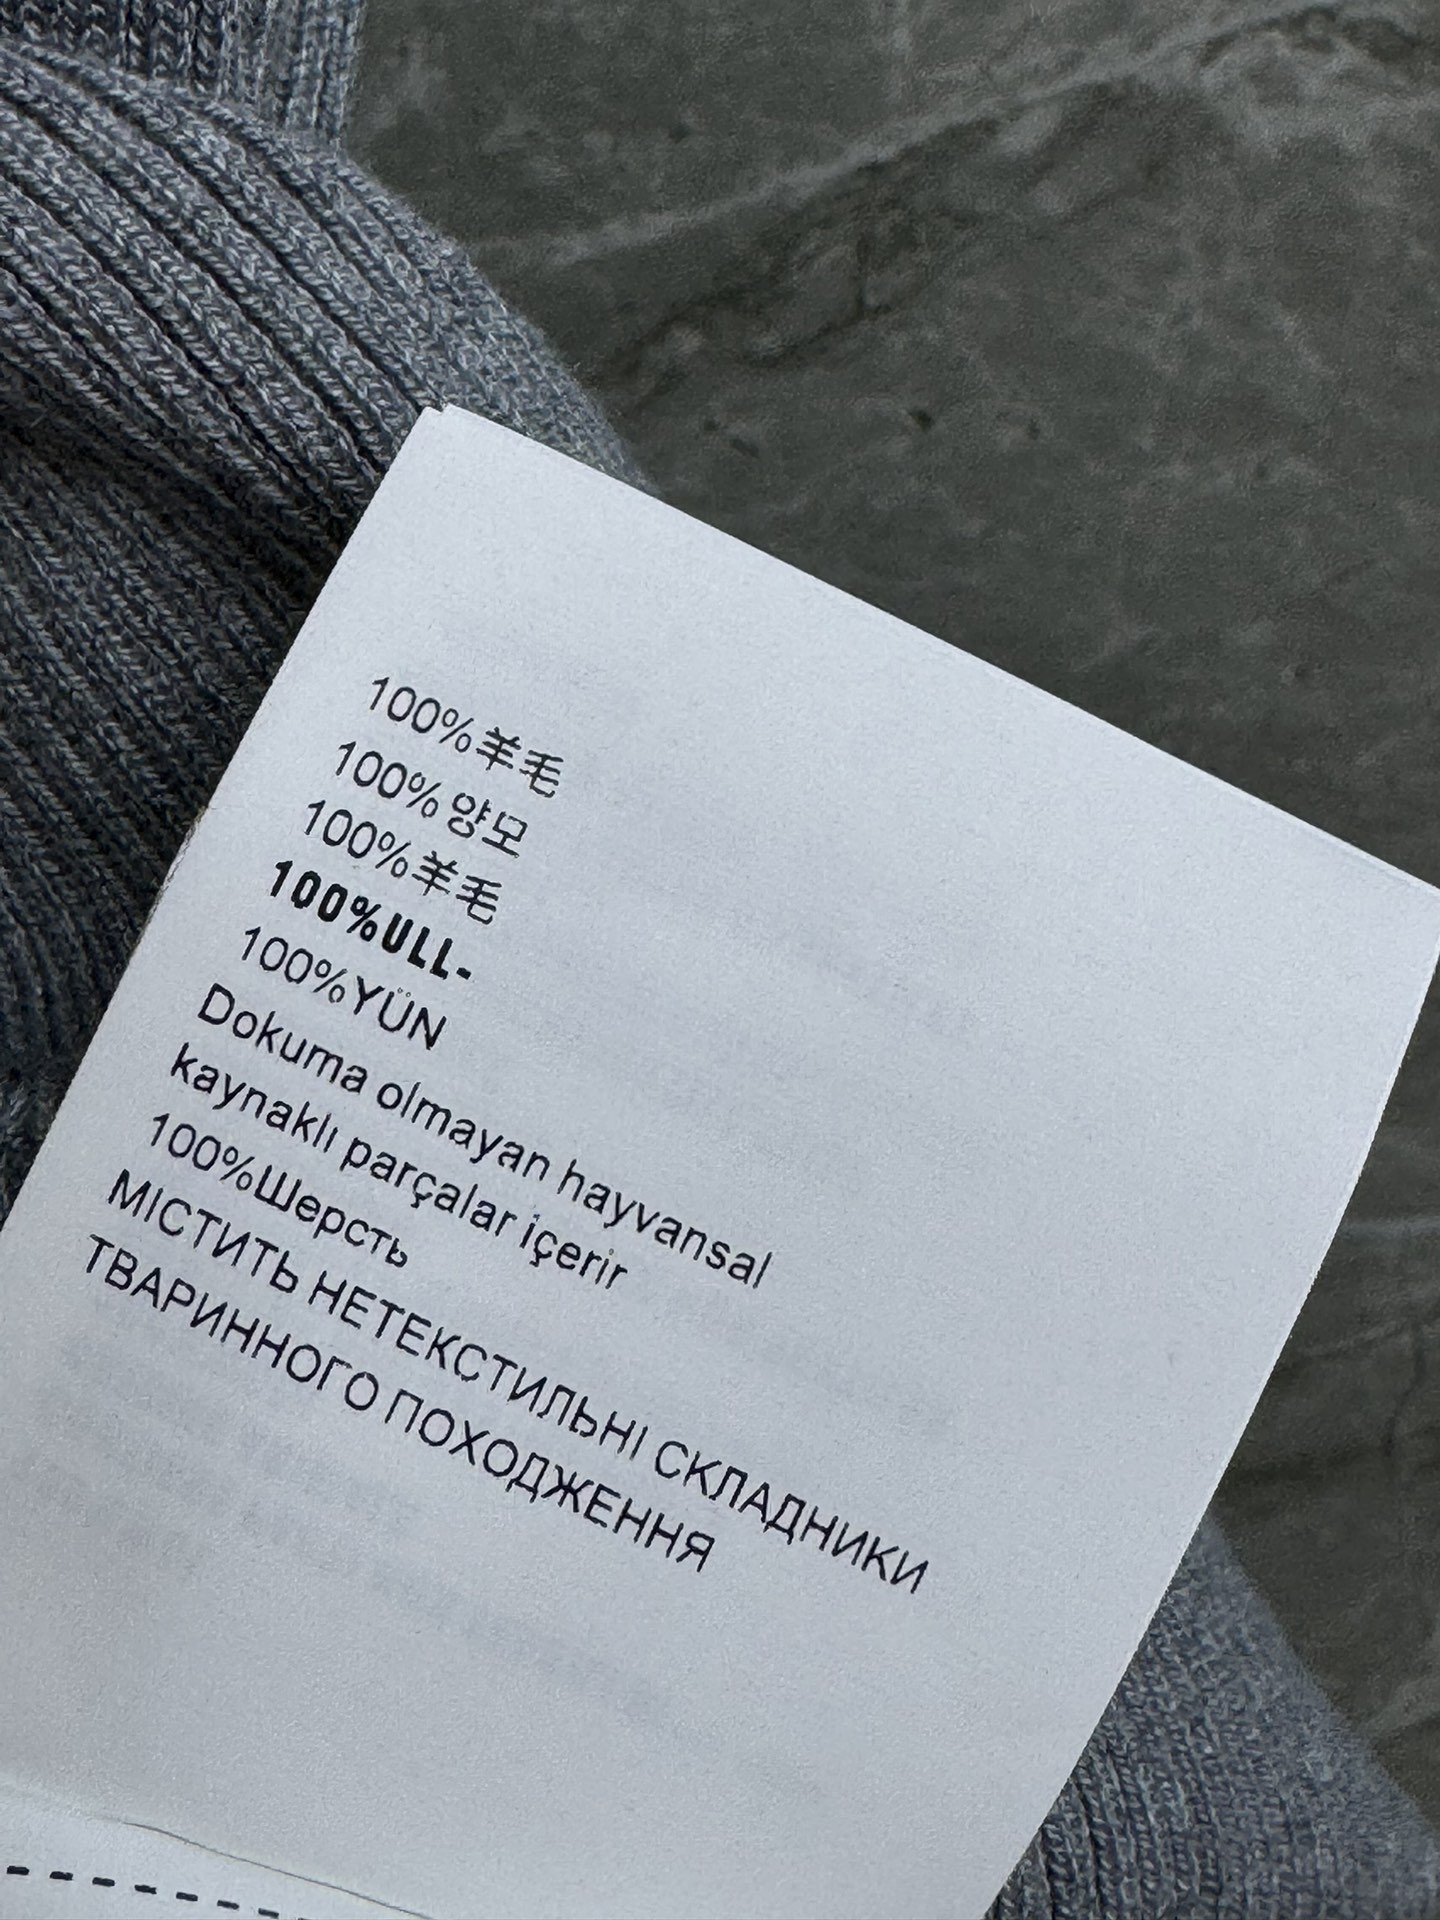 100%羊毛
100%양모
100%羊毛
100%ULL-
100%YÜN
Dokuma olmayan hayvansal
kaynaklı parçalar içerir
100%Шерсть
МІСТИТЬ НЕТЕКСТИЛЬНІ СКЛАДНИКИ
ТВАРИННОГО ПОХОДЖЕННЯ